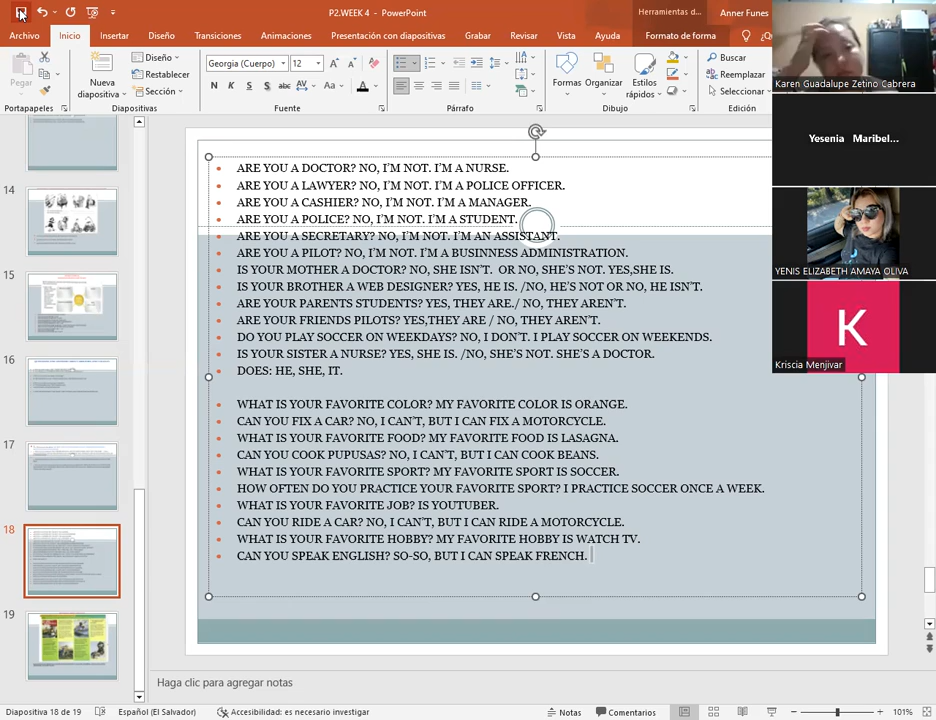 P2.WEEK 4 - PowerPoint
Herramientas d...
Anner Funes
Archivo Inicio Insertar Diseño Transiciones Animaciones Presentación con diapositivas Grabar Revisar Vista Ayuda Formato de forma
Pegar
Nueva diapositiva
Diseño
Restablecer
Sección
Georgia (Cuerpo) 12
N K S abc AV Aa A
Formas Organizar Estilos rápidos
Buscar
Reemplazar
Seleccionar
Portapapeles Diapositivas Fuente Párrafo Dibujo Edición
Karen Guadalupe Zetino Cabrera
Yesenia Maribel...
YENIS ELIZABETH AMAYA OLIVA
K
Kriscia Menjivar
14
15
16
17
18
19
ARE YOU A DOCTOR? NO, I'M NOT. I'M A NURSE.
ARE YOU A LAWYER? NO, I'M NOT. I'M A POLICE OFFICER.
ARE YOU A CASHIER? NO, I'M NOT. I'M A MANAGER.
ARE YOU A POLICE? NO, I'M NOT. I'M A STUDENT.
ARE YOU A SECRETARY? NO, I'M NOT. I'M AN ASSISTANT.
ARE YOU A PILOT? NO, I'M NOT. I'M A BUSINNESS ADMINISTRATION.
IS YOUR MOTHER A DOCTOR? NO, SHE ISN'T. OR NO, SHE'S NOT. YES,SHE IS.
IS YOUR BROTHER A WEB DESIGNER? YES, HE IS. /NO, HE'S NOT OR NO, HE ISN'T.
ARE YOUR PARENTS STUDENTS? YES, THEY ARE./ NO, THEY AREN'T.
ARE YOUR FRIENDS PILOTS? YES,THEY ARE / NO, THEY AREN'T.
DO YOU PLAY SOCCER ON WEEKDAYS? NO, I DON'T. I PLAY SOCCER ON WEEKENDS.
IS YOUR SISTER A NURSE? YES, SHE IS. /NO, SHE'S NOT. SHE'S A DOCTOR.
DOES: HE, SHE, IT.
WHAT IS YOUR FAVORITE COLOR? MY FAVORITE COLOR IS ORANGE.
CAN YOU FIX A CAR? NO, I CAN'T, BUT I CAN FIX A MOTORCYCLE.
WHAT IS YOUR FAVORITE FOOD? MY FAVORITE FOOD IS LASAGNA.
CAN YOU COOK PUPUSAS? NO, I CAN'T, BUT I CAN COOK BEANS.
WHAT IS YOUR FAVORITE SPORT? MY FAVORITE SPORT IS SOCCER.
HOW OFTEN DO YOU PRACTICE YOUR FAVORITE SPORT? I PRACTICE SOCCER ONCE A WEEK.
WHAT IS YOUR FAVORITE JOB? IS YOUTUBER.
CAN YOU RIDE A CAR? NO, I CAN'T, BUT I CAN RIDE A MOTORCYCLE.
WHAT IS YOUR FAVORITE HOBBY? MY FAVORITE HOBBY IS WATCH TV.
CAN YOU SPEAK ENGLISH? SO-SO, BUT I CAN SPEAK FRENCH.
Haga clic para agregar notas
Diapositiva 18 de 19 Español (El Salvador) Accesibilidad: es necesario investigar Notas Comentarios 101%